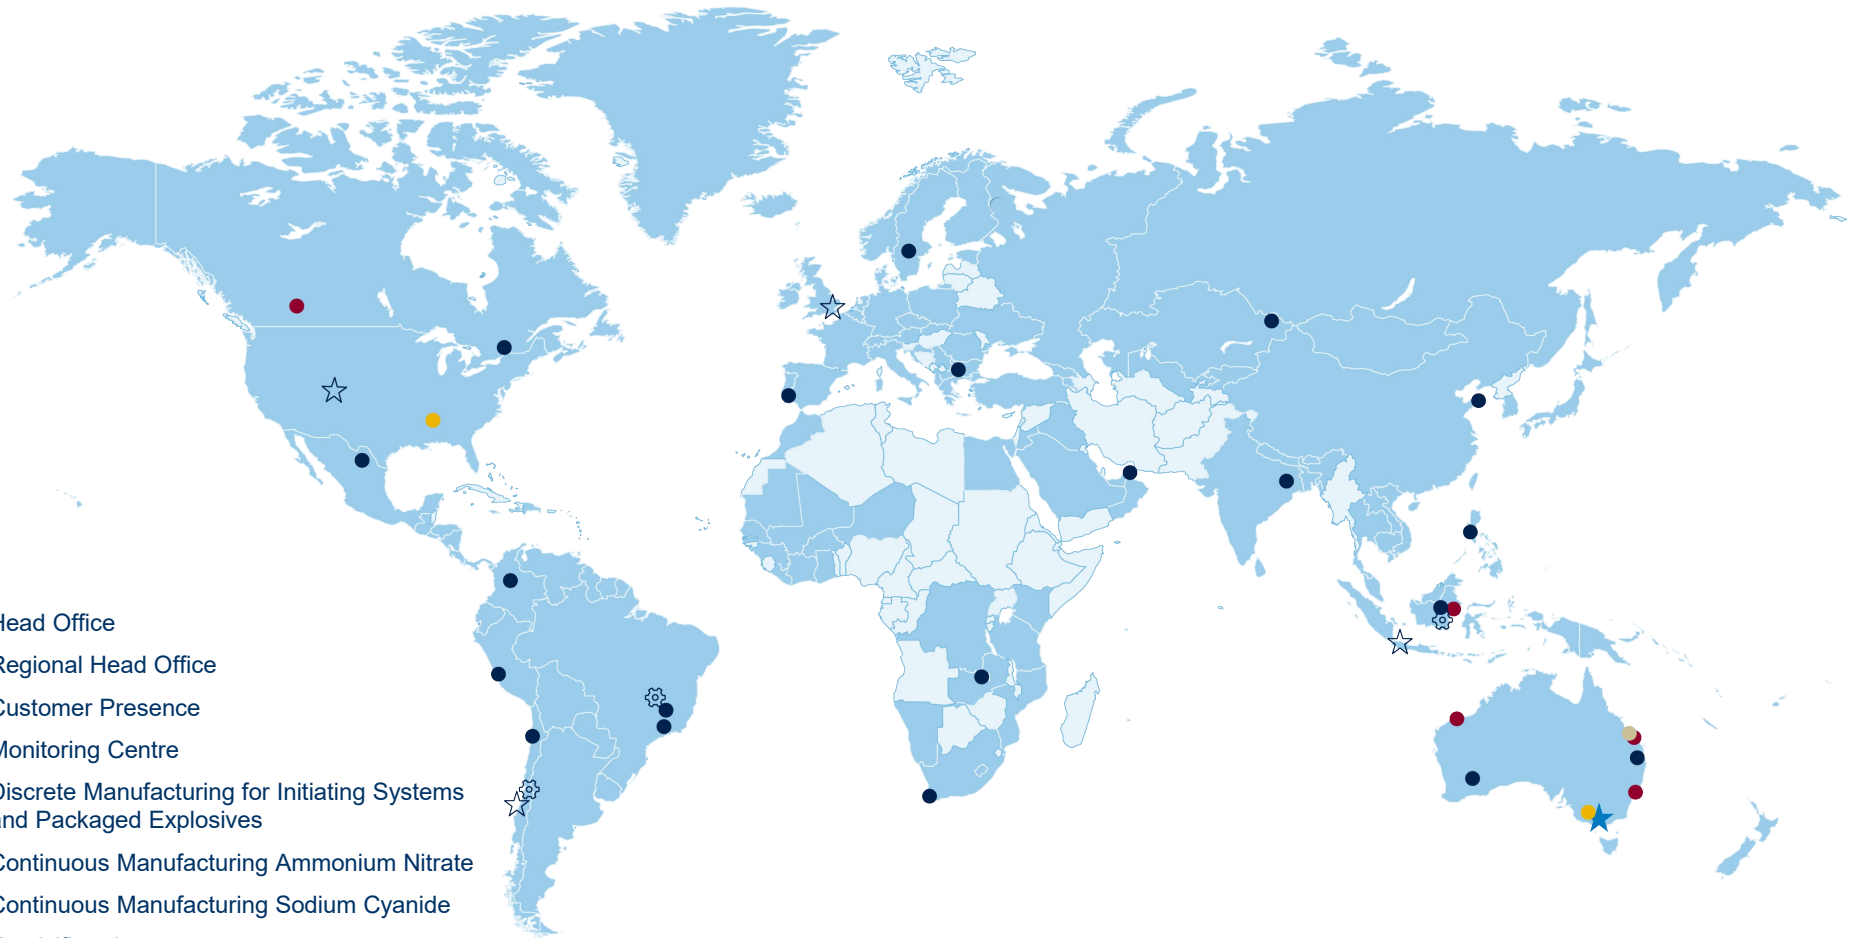 Head Office
Regional Head Office
Customer Presence
Monitoring Centre
Discrete Manufacturing for Initiating Systems
and Packaged Explosives
Continuous Manufacturing Ammonium Nitrate
Continuous Manufacturing Sodium Cyanide